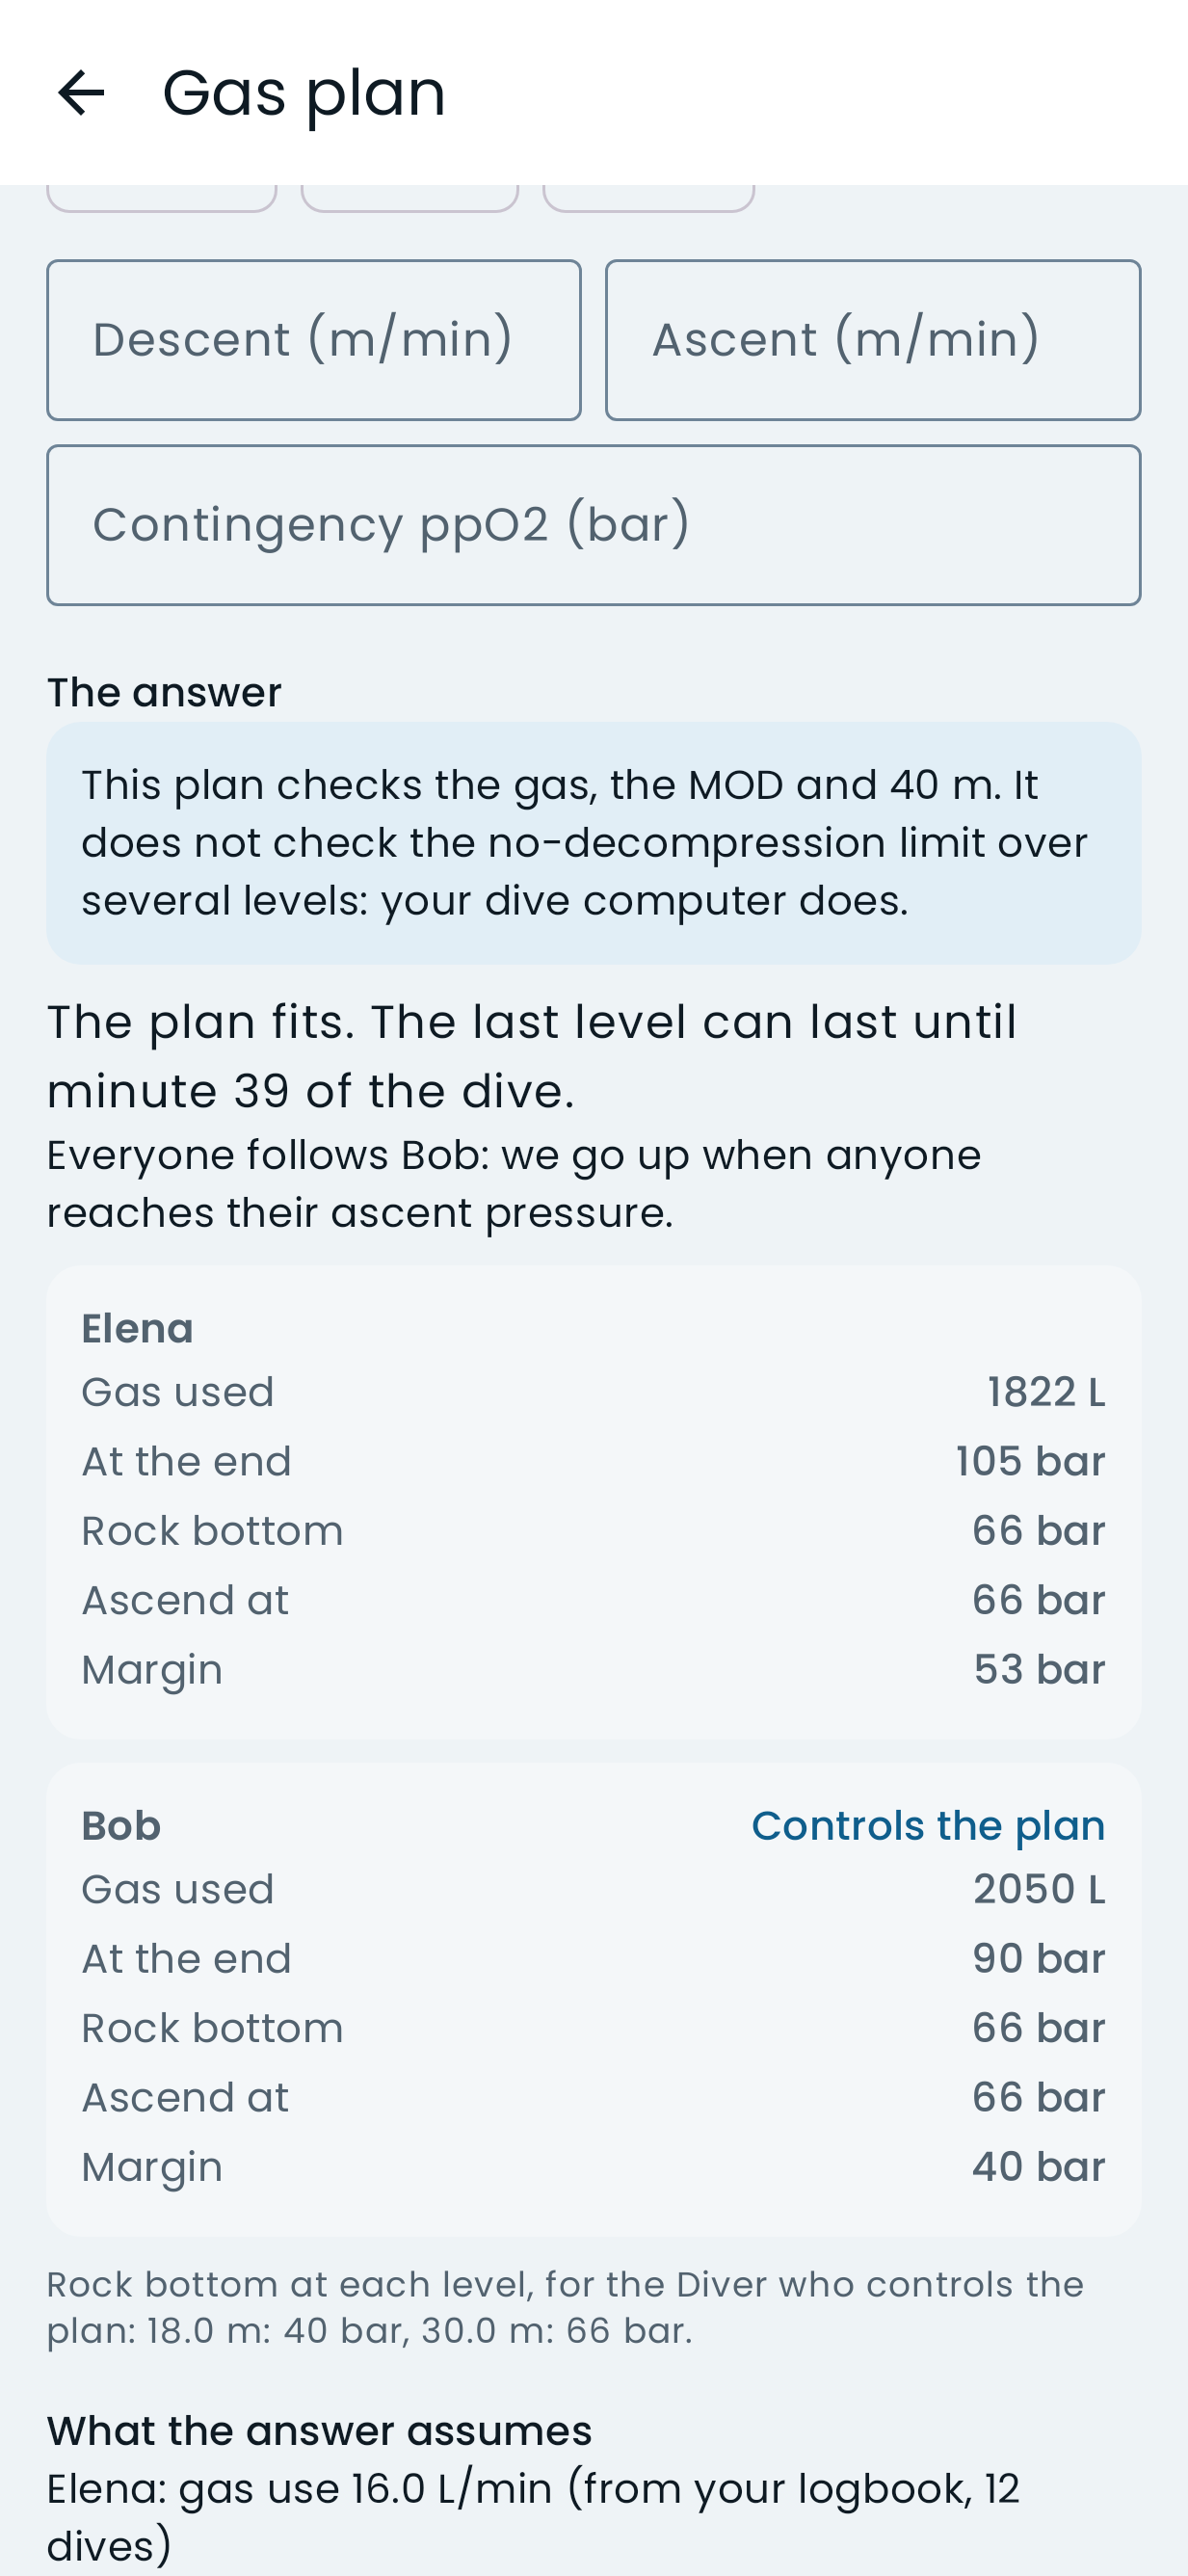 Gas plan
Descent (m/min)
Ascent (m/min)
Contingency ppO2 (bar)
The answer
This plan checks the gas, the MOD and 40 m. It
does not check the no-decompression limit over
several levels: your dive computer does.
The plan fits. The last level can last until
minute 39 of the dive.
Everyone follows Bob: we go up when anyone
reaches their ascent pressure.
Elena
Gas used 1822 L
At the end 105 bar
Rock bottom 66 bar
Ascend at 66 bar
Margin 53 bar
Bob Controls the plan
Gas used 2050 L
At the end 90 bar
Rock bottom 66 bar
Ascend at 66 bar
Margin 40 bar
Rock bottom at each level, for the Diver who controls the
plan: 18.0 m: 40 bar, 30.0 m: 66 bar.
What the answer assumes
Elena: gas use 16.0 L/min (from your logbook, 12
dives)